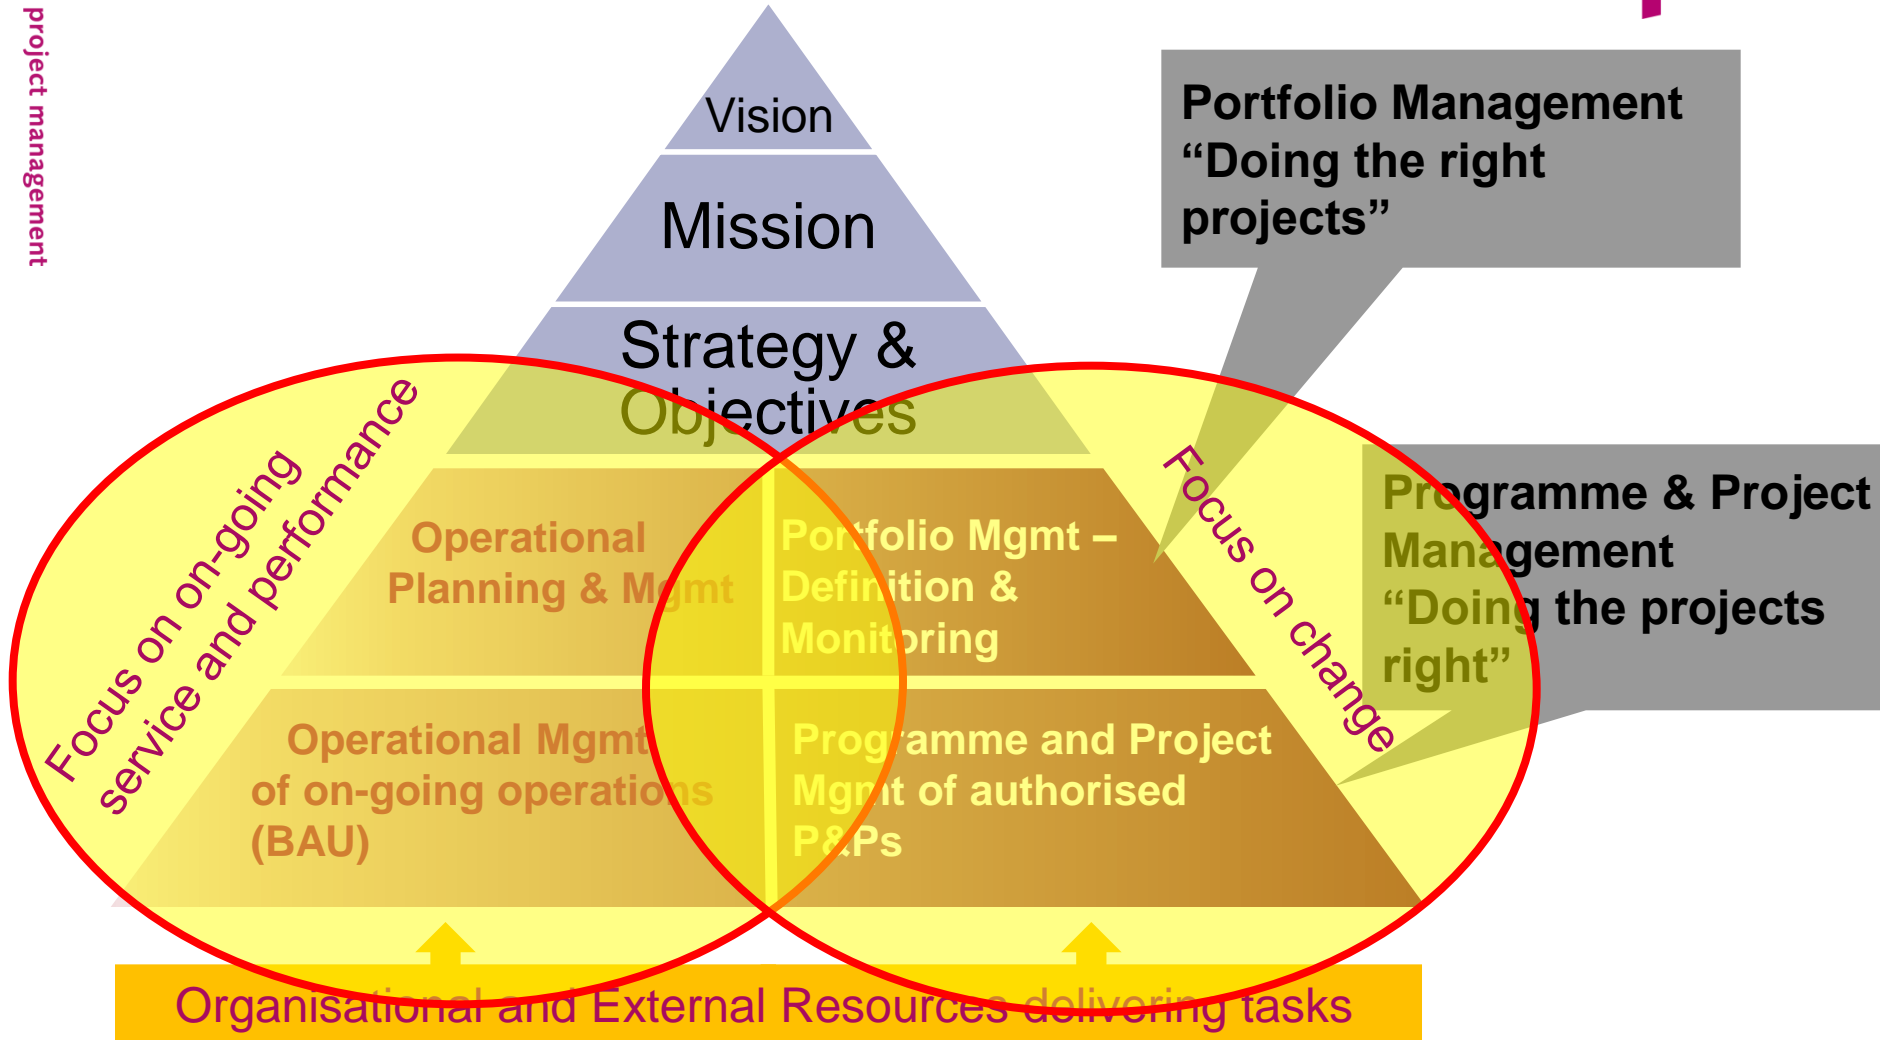 project management
Vision
Mission
Strategy &
Objectives
Portfolio Management
“Doing the right
projects”
Programme & Project
Management
“Doing the projects
right”
Focus on on-going
service and performance
Focus on change
Operational
Planning & Mgmt
Portfolio Mgmt –
Definition &
Monitoring
Operational Mgmt
of on-going operations
(BAU)
Programme and Project
Mgmt of authorised
P&Ps
Organisational and External Resources delivering tasks